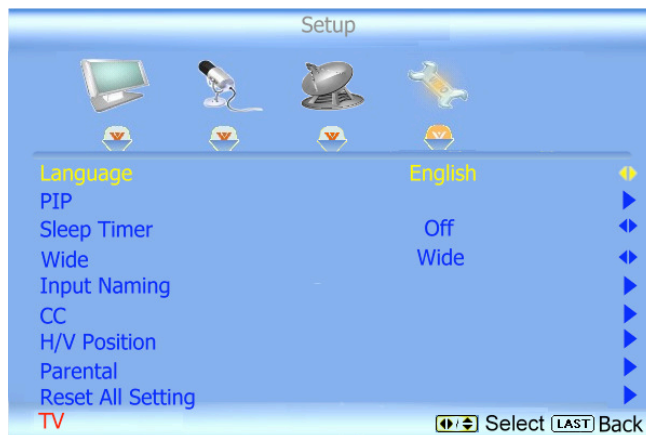 Setup
Language English
PIP
Sleep Timer Off
Wide Wide
Input Naming
CC
H/V Position
Parental
Reset All Setting
TV Select LAST Back